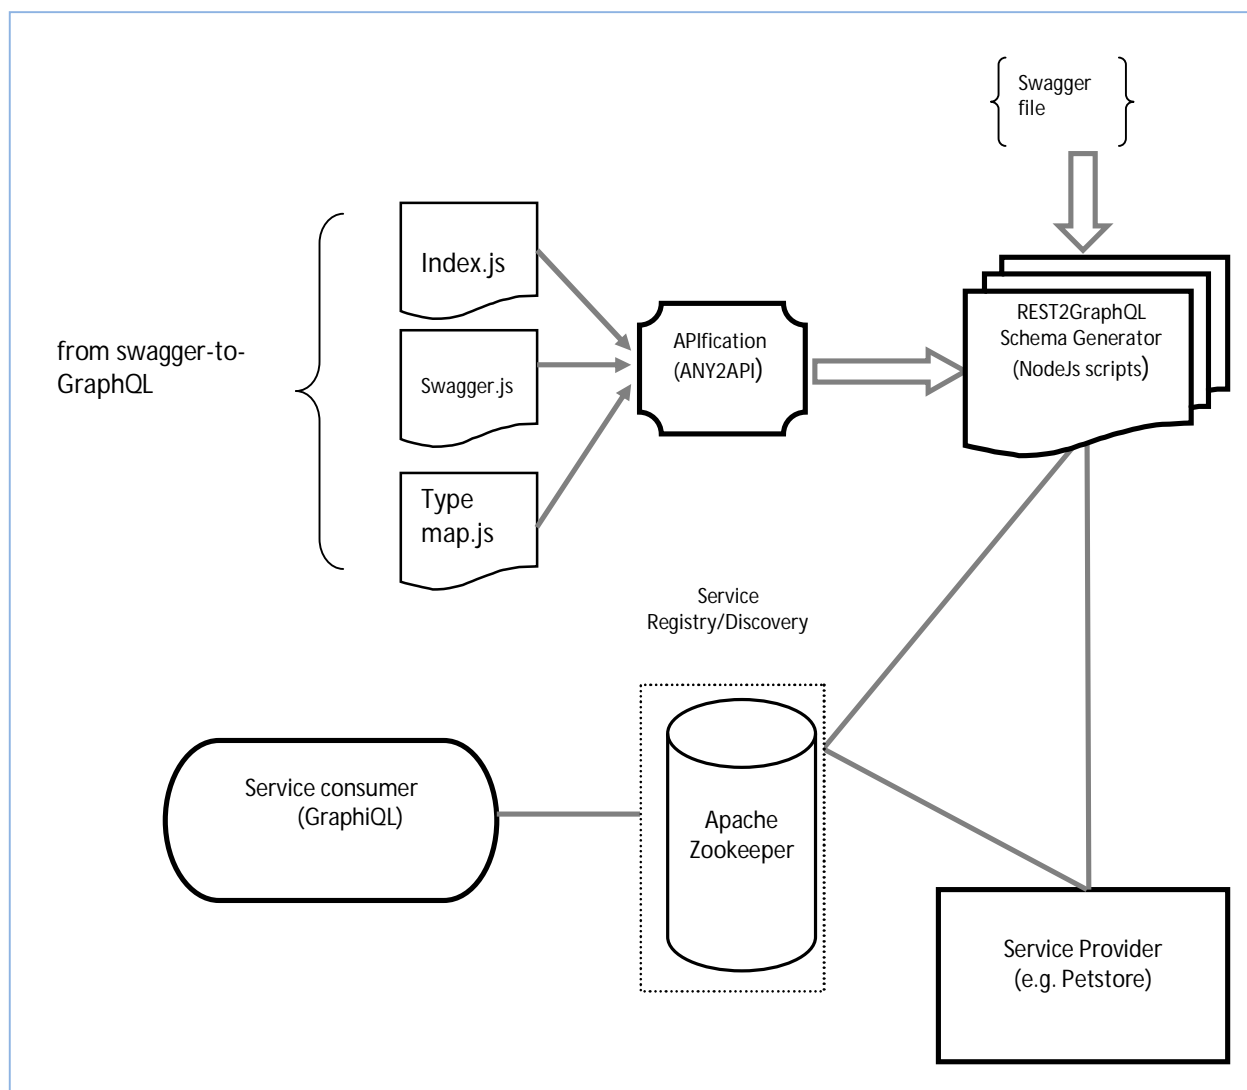 Swagger
file
from swagger-to-
GraphQL
Index.js
Swagger.js
Type
map.js
APIfication
(ANY2API)
REST2GraphQL
Schema Generator
(NodeJs scripts)
Service
Registry/Discovery
Service consumer
(GraphiQL)
Apache
Zookeeper
Service Provider
(e.g. Petstore)